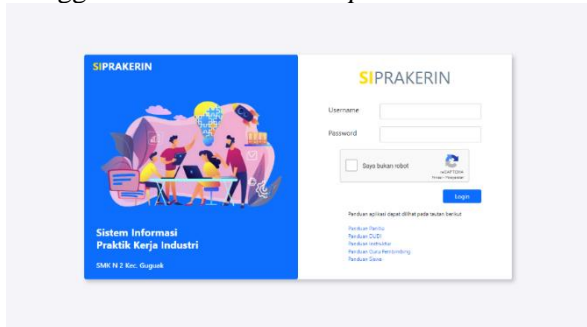 SIPRAKERIN
Sistem Informasi
Praktik Kerja Industri
SMK N 2 Kec. Guguak
SIPRAKERIN
Username
Password
Saya bukan robot
reCAPTCHA
Login
Panduan aplikasi dapat dilihat pada tautan berikut
Panduan Panitia
Panduan DUDI
Panduan Instruktur
Panduan Guru Pembimbing
Panduan Siswa